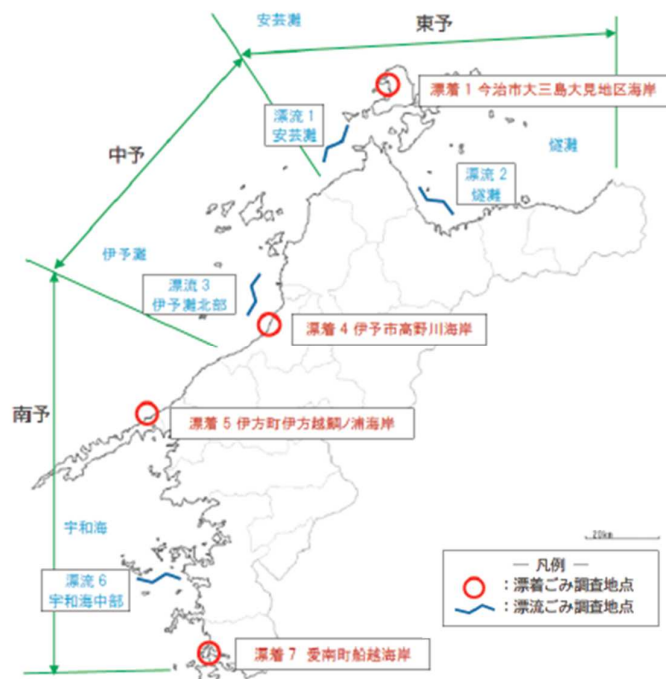 安芸灘
東予
漂着 1 今治市大三島大見地区海岸
漂流 1
安芸灘
燧灘
中予
漂流 2
燧灘
伊予灘
漂流 3
伊予灘北部
漂着 4 伊予市高野川海岸
南予
漂着 5 伊方町伊方越鯛ノ浦海岸
宇和海
20km
漂流 6
宇和海中部
― 凡例 ―
:漂着ごみ調査地点
:漂流ごみ調査地点
漂着 7 愛南町船越海岸